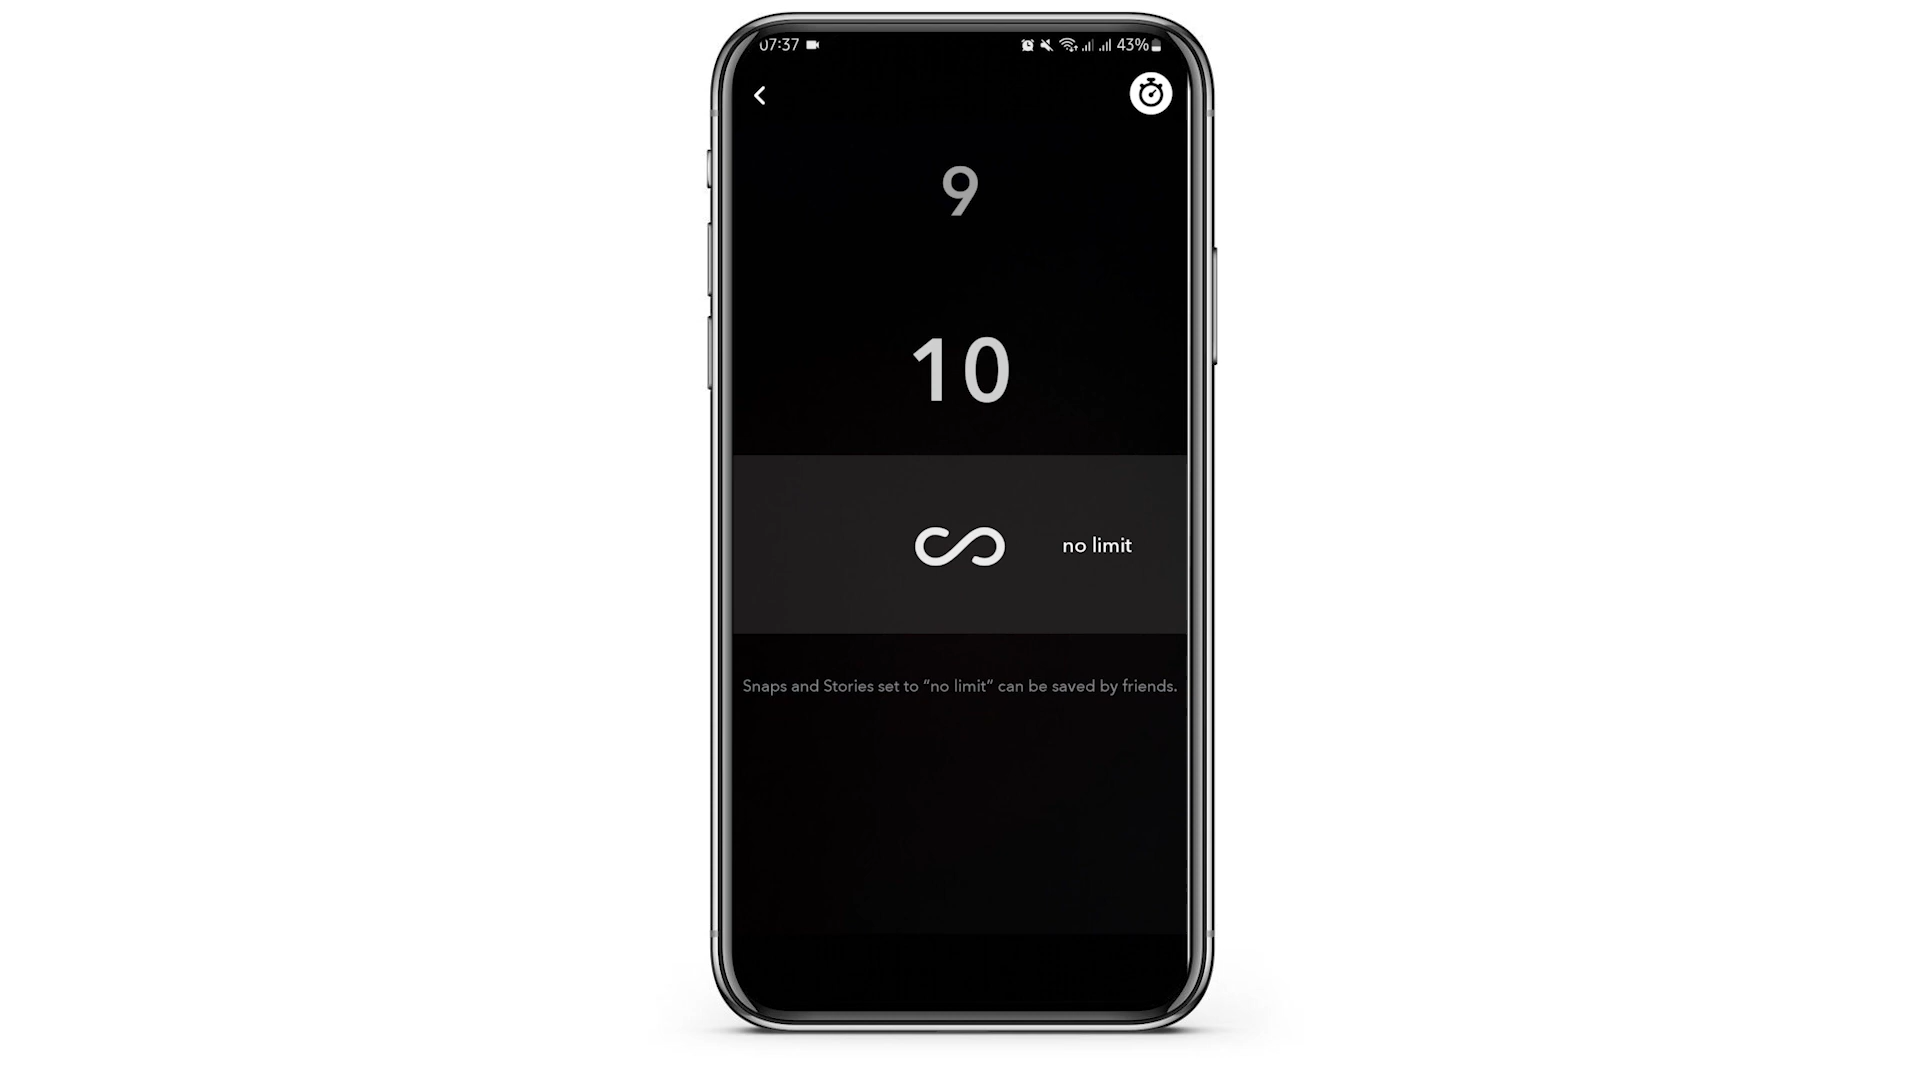 07:37 43%
9
10
∞ no limit
Snaps and Stories set to “no limit” can be saved by friends.